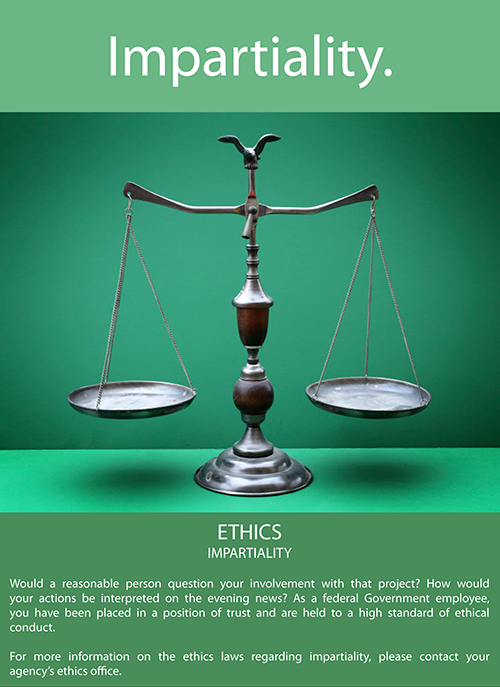 Impartiality.
ETHICS
IMPARTIALITY
Would a reasonable person question your involvement with that project? How would
your actions be interpreted on the evening news? As a federal Government employee,
you have been placed in a position of trust and are held to a high standard of ethical
conduct.
For more information on the ethics laws regarding impartiality, please contact your
agency's ethics office.